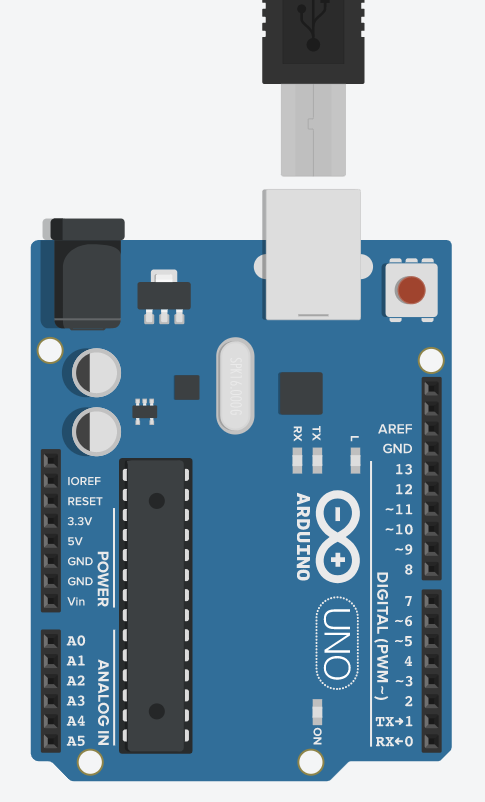 SPK16.000G
RX
TX
L
AREF
GND
13
12
~11
~10
~9
8
7
~6
~5
4
~3
2
TX→1
RX←0
DIGITAL (PWM~)
IOREF
RESET
3.3V
5V
GND
GND
Vin
POWER
A0
A1
A2
A3
A4
A5
ANALOG IN
ARDUINO
UNO
ON